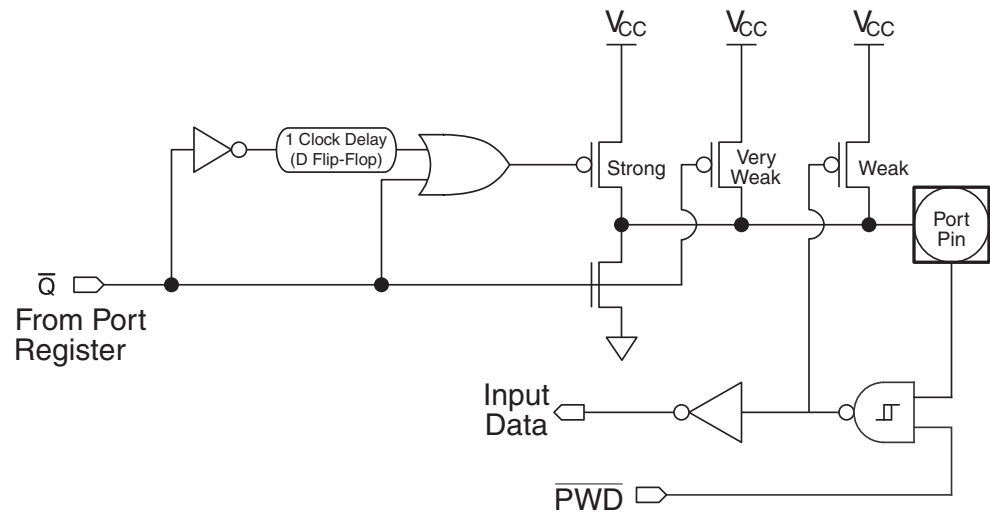 VCC
VCC
VCC
1 Clock Delay
(D Flip-Flop)
Strong
Very
Weak
Weak
Port
Pin
Q̅
From Port
Register
Input
Data
P̅W̅D̅